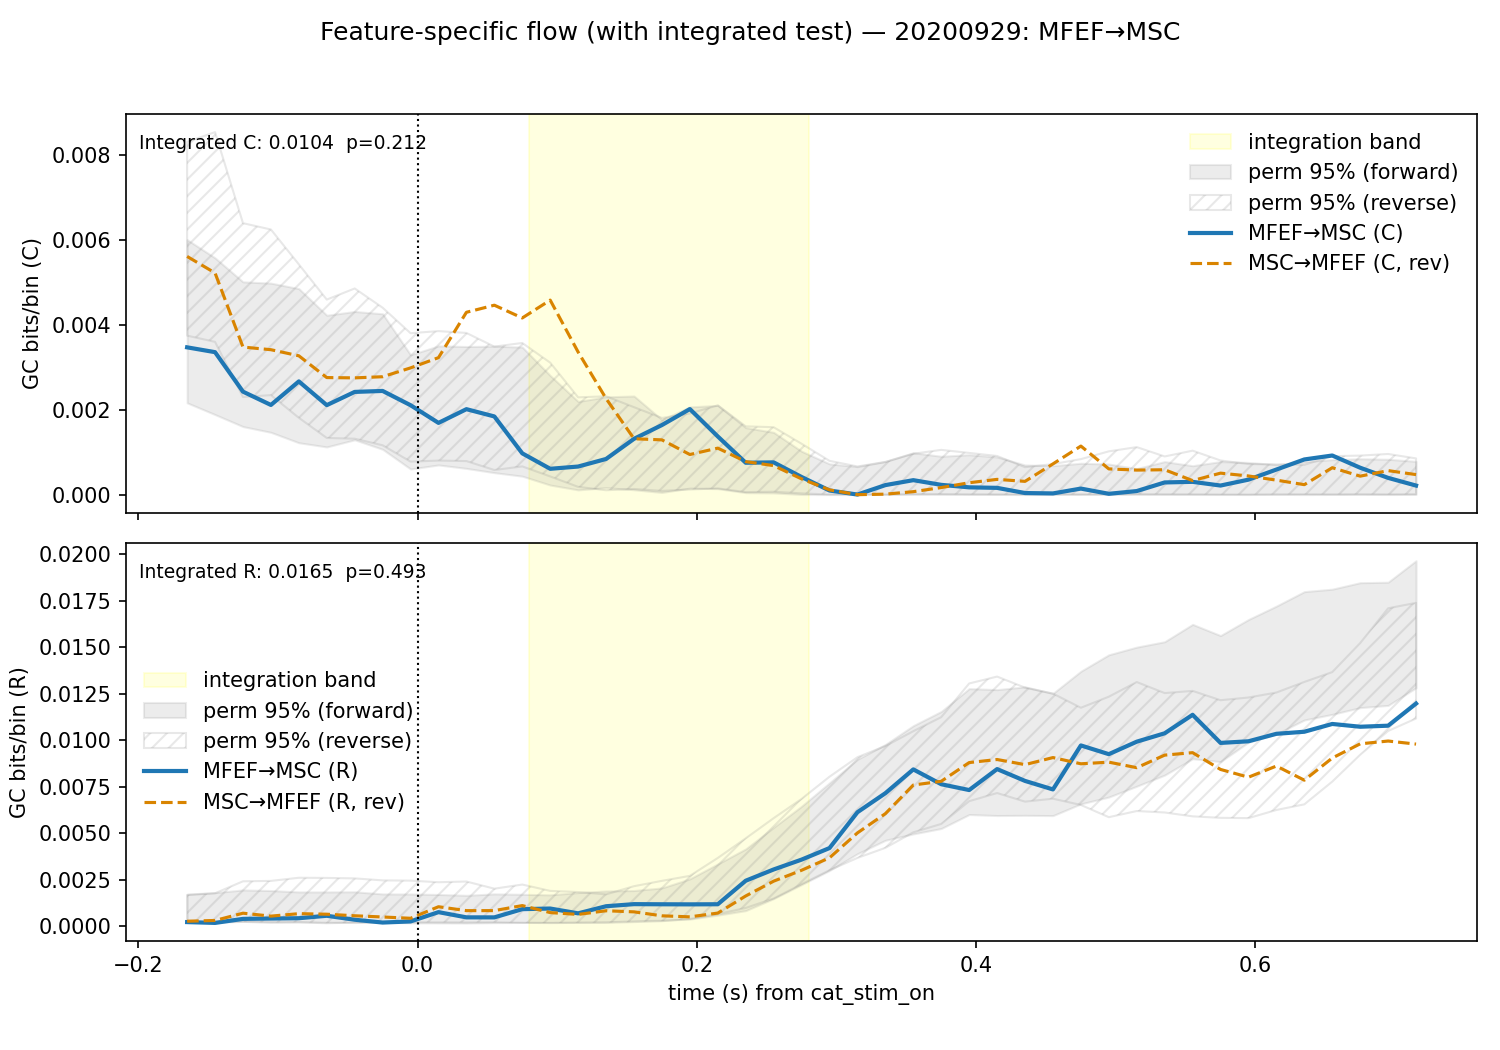 Feature-specific flow (with integrated test) — 20200929: MFEF→MSC
Integrated C: 0.0104  p=0.212
GC bits/bin (C)
0.008
0.006
0.004
0.002
0.000
integration band
perm 95% (forward)
perm 95% (reverse)
MFEF→MSC (C)
MSC→MFEF (C, rev)
Integrated R: 0.0165  p=0.493
GC bits/bin (R)
0.0200
0.0175
0.0150
0.0125
0.0100
0.0075
0.0050
0.0025
0.0000
integration band
perm 95% (forward)
perm 95% (reverse)
MFEF→MSC (R)
MSC→MFEF (R, rev)
−0.2 0.0 0.2 0.4 0.6
time (s) from cat_stim_on